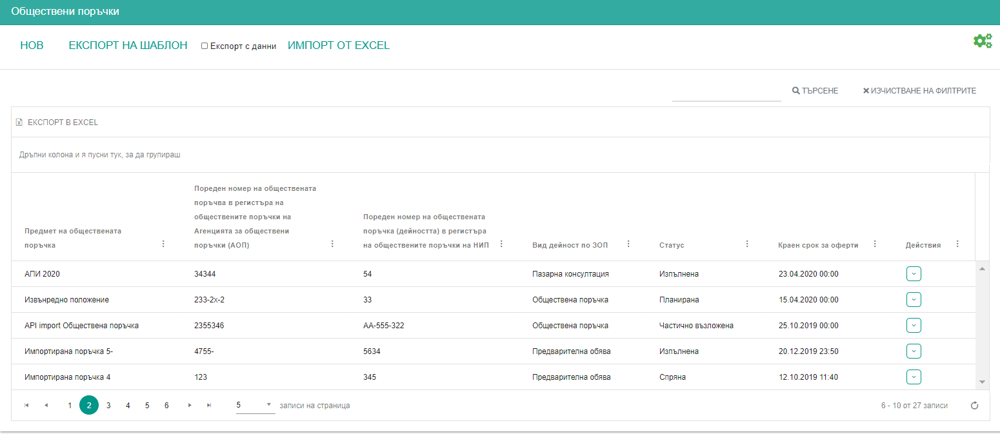 Обществени поръчки
НОВ ЕКСПОРТ НА ШАБЛОН Експорт с данни ИМПОРТ ОТ EXCEL
ТЪРСЕНЕ ИЗЧИСТВАНЕ НА ФИЛТРИТЕ
ЕКСПОРТ В EXCEL
Дръпни колона и я пусни тук, за да групираш
Предмет на обществената
поръчка
Пореден номер на обществената
поръчва в регистъра на
обществените поръчки на
Агенцията за обществени
поръчки (АОП)
Пореден номер на обществената
поръчка (дейността) в регистъра
на обществените поръчки на НИП
Вид дейност по ЗОП
Статус
Краен срок за оферти
Действия
АПИ 2020 34344 54 Пазарна консултация Изпълнена 23.04.2020 00:00
Извънредно положение 233-2х-2 33 Обществена поръчка Планирана 15.04.2020 00:00
API import Обществена поръчка 2355346 АА-555-322 Обществена поръчка Частично възложена 25.10.2019 00:00
Импортирана поръчка 5- 4755- 5634 Предварителна обява Изпълнена 20.12.2019 23:50
Импортирана поръчка 4 123 345 Предварителна обява Спряна 12.10.2019 11:40
1 2 3 4 5 6 5 записи на страница 6 - 10 от 27 записи